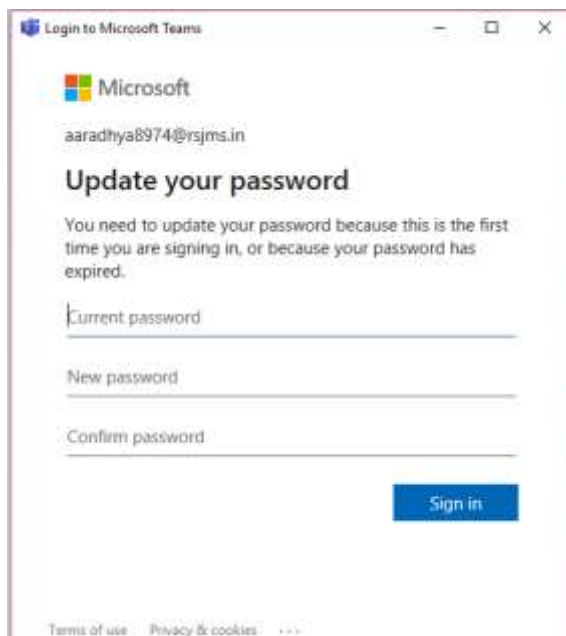 Login to Microsoft Teams
Microsoft
aaradhya8974@rsjms.in
Update your password
You need to update your password because this is the first
time you are signing in, or because your password has
expired.
Current password
New password
Confirm password
Sign in
Terms of use Privacy & cookies ...